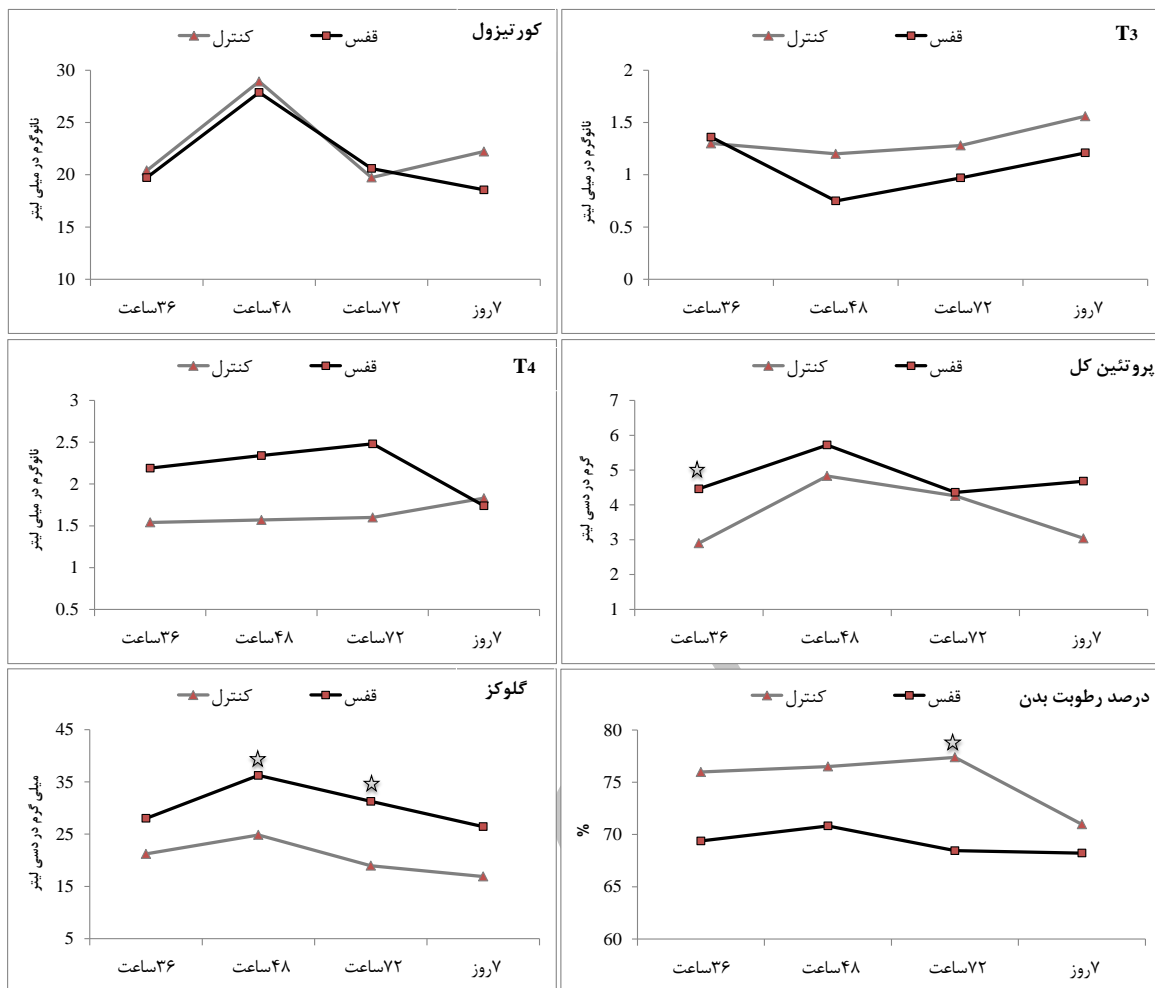 کورتیزول
کنترل قفس
نانوگرم در میلی لیتر
30
25
20
15
10
۳۶ساعت ۴۸ساعت ۷۲ساعت ۷روز
T3
کنترل قفس
نانوگرم در میلی لیتر
2
1.5
1
0.5
0
۳۶ساعت ۴۸ساعت ۷۲ساعت ۷روز
T4
کنترل قفس
نانوگرم در میلی لیتر
3
2.5
2
1.5
1
0.5
۳۶ساعت ۴۸ساعت ۷۲ساعت ۷روز
پروتئین کل
کنترل قفس
گرم در دسی لیتر
7
6
5
4
3
2
1
۳۶ساعت ۴۸ساعت ۷۲ساعت ۷روز
گلوکز
کنترل قفس
میلی گرم در دسی لیتر
45
35
25
15
5
۳۶ساعت ۴۸ساعت ۷۲ساعت ۷روز
درصد رطوبت بدن
کنترل قفس
%
80
75
70
65
60
۳۶ساعت ۴۸ساعت ۷۲ساعت ۷روز